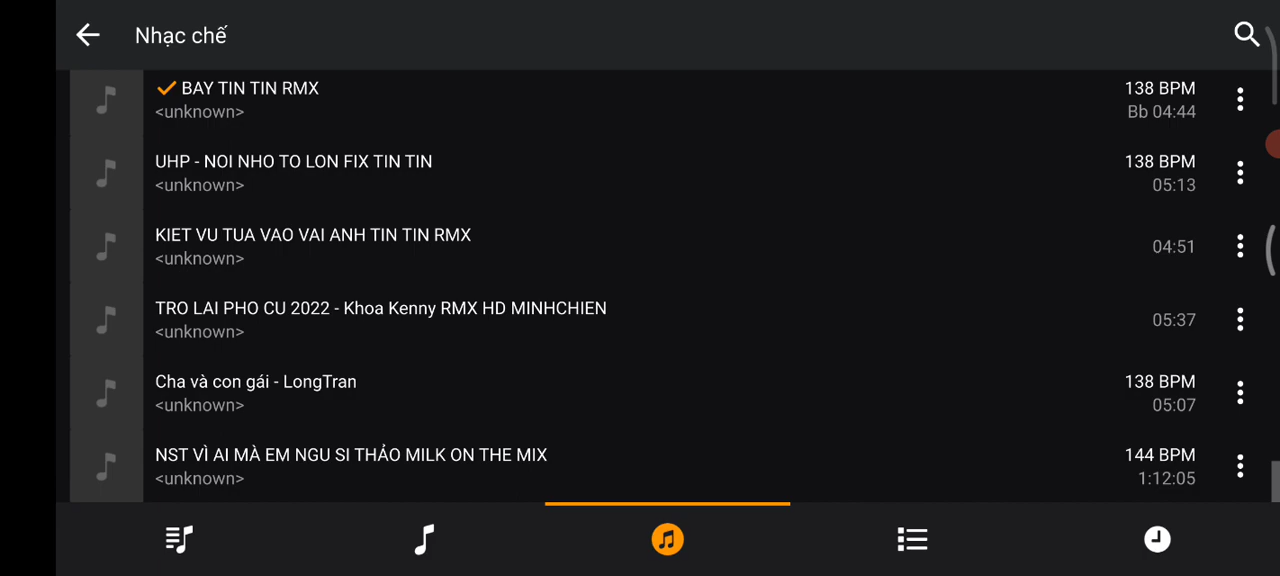 Nhạc chế
BAY TIN TIN RMX
138 BPM
<unknown>
Bb 04:44
UHP - NOI NHO TO LON FIX TIN TIN
138 BPM
<unknown>
05:13
KIET VU TUA VAO VAI ANH TIN TIN RMX
<unknown>
04:51
TRO LAI PHO CU 2022 - Khoa Kenny RMX HD MINHCHIEN
<unknown>
05:37
Cha và con gái - LongTran
138 BPM
<unknown>
05:07
NST VÌ AI MÀ EM NGU SI THẢO MILK ON THE MIX
144 BPM
<unknown>
1:12:05